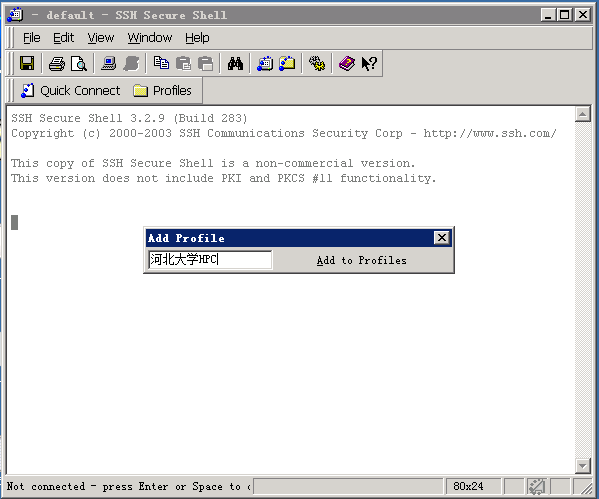 - default - SSH Secure Shell
File Edit View Window Help
Quick Connect Profiles
SSH Secure Shell 3.2.9 (Build 283)
Copyright (c) 2000-2003 SSH Communications Security Corp - http://www.ssh.com/
This copy of SSH Secure Shell is a non-commercial version.
This version does not include PKI and PKCS #11 functionality.
Add Profile
河北大学HPC
Add to Profiles
Not connected - press Enter or Space to
80x24